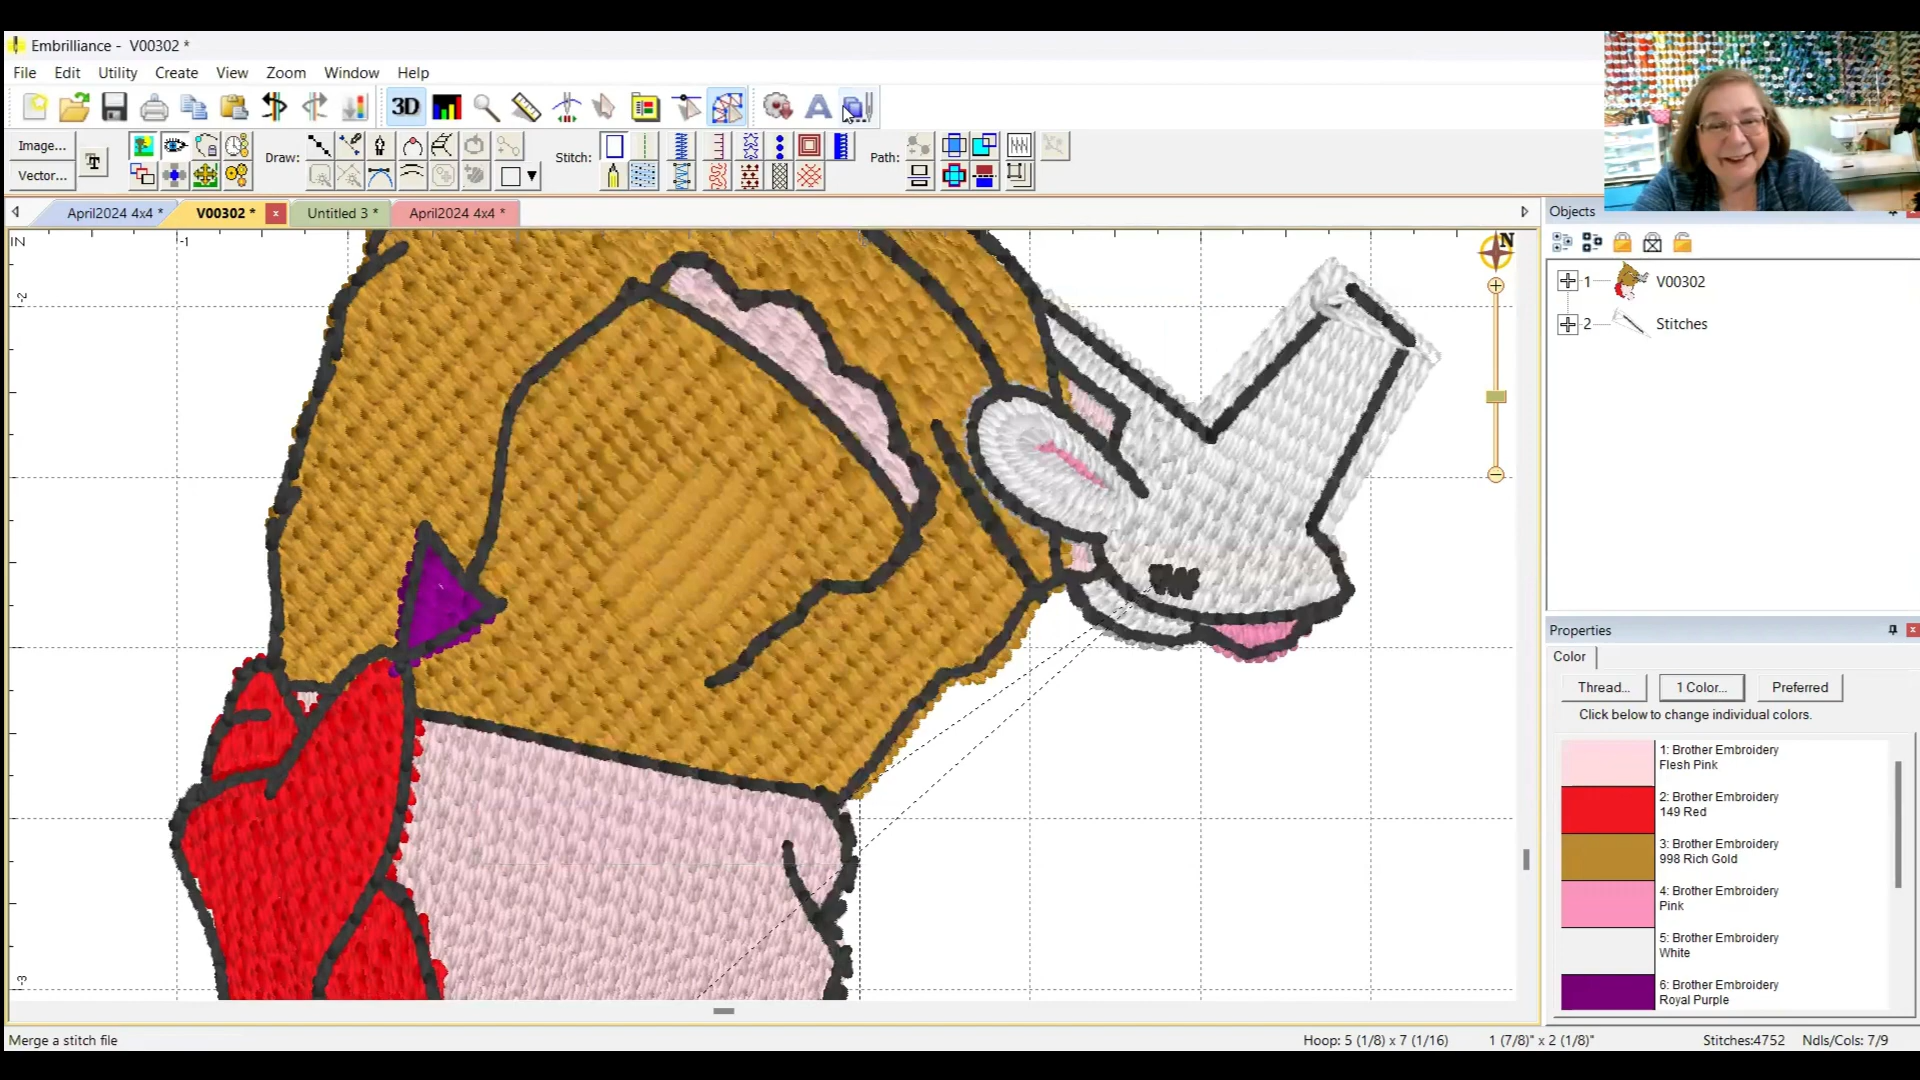 Embrilliance - V00302 *
File Edit Utility Create View Zoom Window Help
3D
A
Image... T Draw: Stitch: Path:
Vector...
April2024 4x4 * V00302 * x Untitled 3 * April2024 4x4 *
Objects
IN -1 N
-2
-3
1 V00302
2 Stitches
Properties
Color
Thread... 1 Color... Preferred
Click below to change individual colors.
1: Brother Embroidery
Flesh Pink
2: Brother Embroidery
149 Red
3: Brother Embroidery
998 Rich Gold
4: Brother Embroidery
Pink
5: Brother Embroidery
White
6: Brother Embroidery
Royal Purple
Merge a stitch file Hoop: 5 (1/8) x 7 (1/16) 1 (7/8)" x 2 (1/8)" Stitches:4752 Ndls/Cols: 7/9